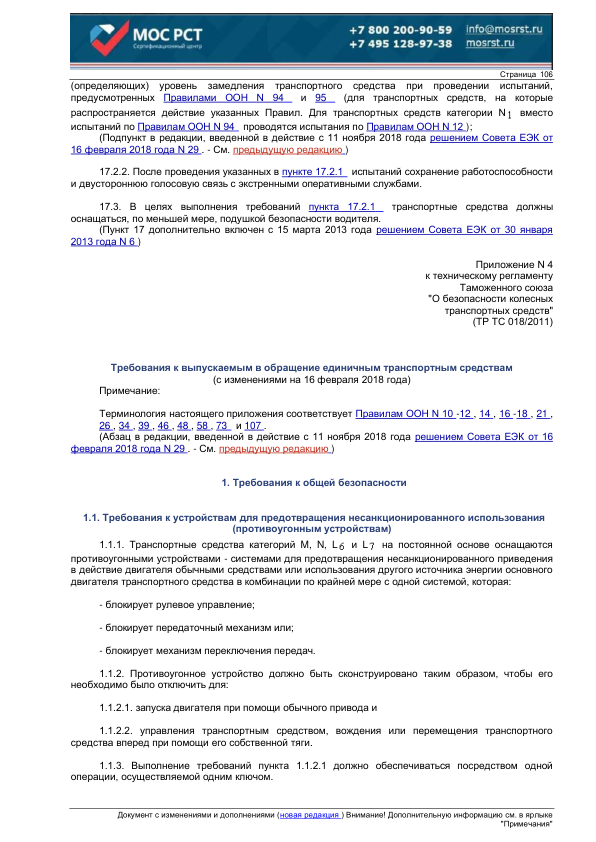 МОС РСТ
Сертификационный центр
+7 800 200-90-59 info@mosrst.ru
+7 495 128-97-38 mosrst.ru
Страница 106
(определяющих) уровень замедления транспортного средства при проведении испытаний,
предусмотренных Правилами ООН N 94 и 95 (для транспортных средств, на которые
распространяется действие указанных Правил. Для транспортных средств категории N1 вместо
испытаний по Правилам ООН N 94 проводятся испытания по Правилам ООН N 12 );
(Подпункт в редакции, введенной в действие с 11 ноября 2018 года решением Совета ЕЭК от
16 февраля 2018 года N 29 . - См. предыдущую редакцию )
17.2.2. После проведения указанных в пункте 17.2.1 испытаний сохранение работоспособности
и двустороннюю голосовую связь с экстренными оперативными службами.
17.3. В целях выполнения требований пункта 17.2.1 транспортные средства должны
оснащаться, по меньшей мере, подушкой безопасности водителя.
(Пункт 17 дополнительно включен с 15 марта 2013 года решением Совета ЕЭК от 30 января
2013 года N 6 )
Приложение N 4
к техническому регламенту
Таможенного союза
"О безопасности колесных
транспортных средств"
(ТР ТС 018/2011)
Требования к выпускаемым в обращение единичным транспортным средствам
(с изменениями на 16 февраля 2018 года)
Примечание:
Терминология настоящего приложения соответствует Правилам ООН N 10 -12 , 14 , 16 -18 , 21 ,
26 , 34 , 39 , 46 , 48 , 58 , 73 и 107 .
(Абзац в редакции, введенной в действие с 11 ноября 2018 года решением Совета ЕЭК от 16
февраля 2018 года N 29 . - См. предыдущую редакцию )
1. Требования к общей безопасности
1.1. Требования к устройствам для предотвращения несанкционированного использования
(противоугонным устройствам)
1.1.1. Транспортные средства категорий M, N, L6 и L7 на постоянной основе оснащаются
противоугонными устройствами - системами для предотвращения несанкционированного приведения
в действие двигателя обычными средствами или использования другого источника энергии основного
двигателя транспортного средства в комбинации по крайней мере с одной системой, которая:
- блокирует рулевое управление;
- блокирует передаточный механизм или;
- блокирует механизм переключения передач.
1.1.2. Противоугонное устройство должно быть сконструировано таким образом, чтобы его
необходимо было отключить для:
1.1.2.1. запуска двигателя при помощи обычного привода и
1.1.2.2. управления транспортным средством, вождения или перемещения транспортного
средства вперед при помощи его собственной тяги.
1.1.3. Выполнение требований пункта 1.1.2.1 должно обеспечиваться посредством одной
операции, осуществляемой одним ключом.
Документ с изменениями и дополнениями (новая редакция ) Внимание! Дополнительную информацию см. в ярлыке
"Примечания"